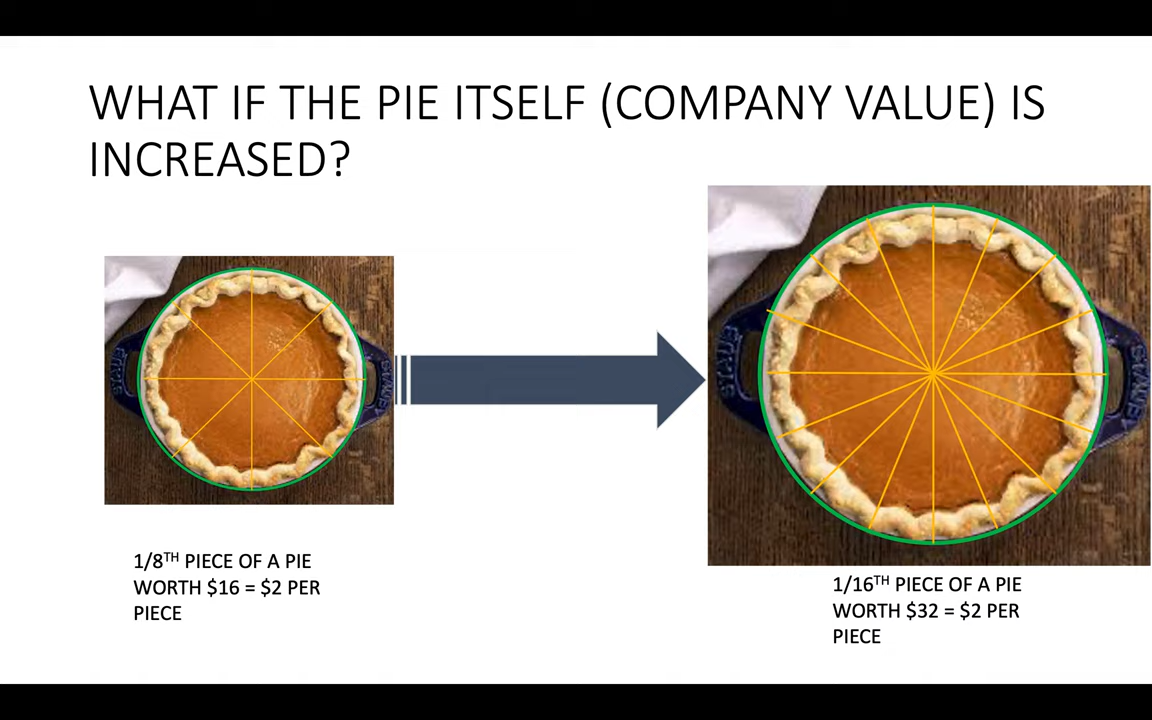 WHAT IF THE PIE ITSELF (COMPANY VALUE) IS
INCREASED?
1/8TH PIECE OF A PIE
WORTH $16 = $2 PER
PIECE
1/16TH PIECE OF A PIE
WORTH $32 = $2 PER
PIECE